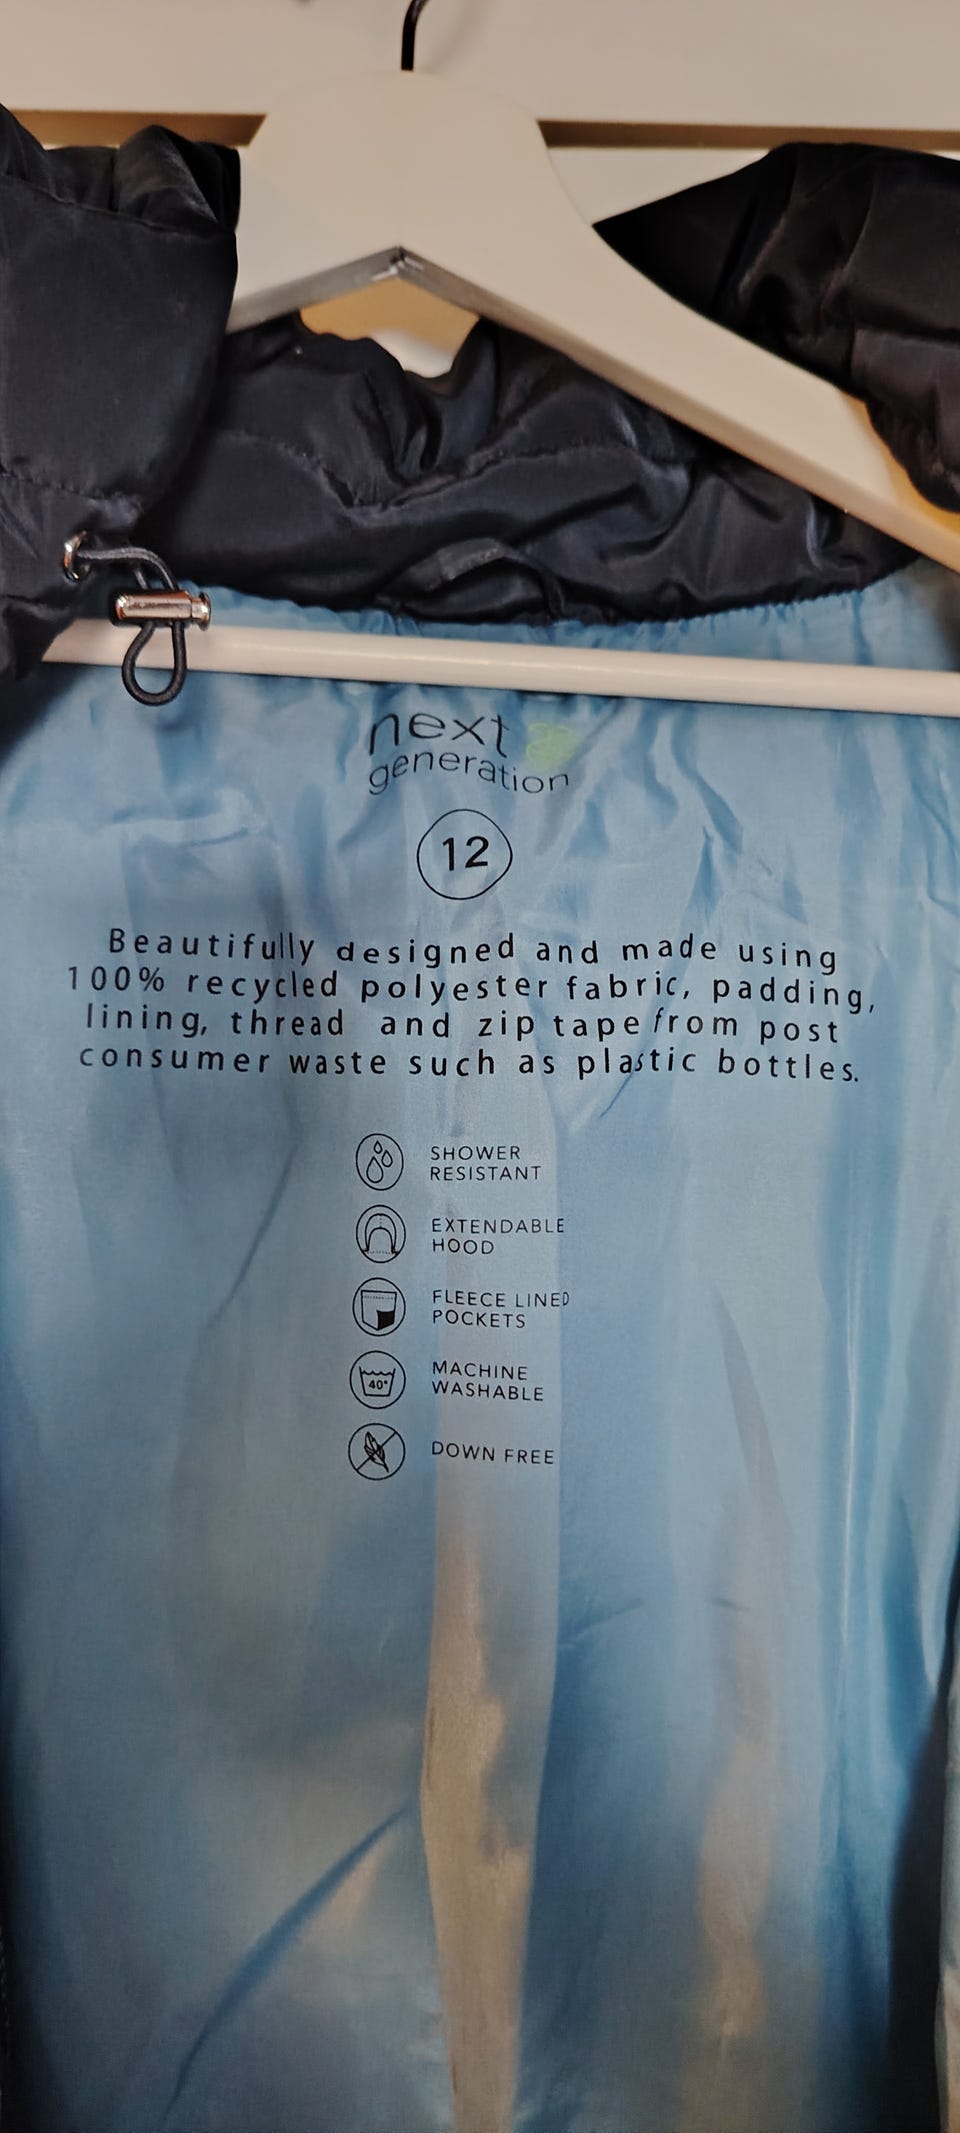 next
generation
12
Beautifully designed and made using
100% recycled polyester fabric, padding,
lining, thread and zip tape from post
consumer waste such as plastic bottles.
SHOWER
RESISTANT
EXTENDABLE
HOOD
FLEECE LINED
POCKETS
40°
MACHINE
WASHABLE
DOWN FREE